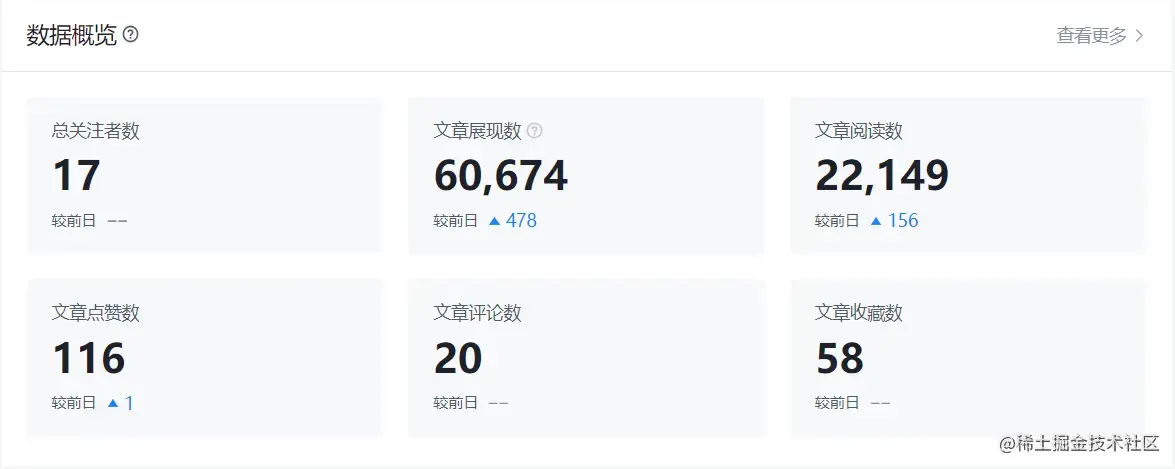 数据概览 ?
查看更多 >
总关注者数
17
较前日 --
文章展现数 ?
60,674
较前日 ▲ 478
文章阅读数
22,149
较前日 ▲ 156
文章点赞数
116
较前日 ▲ 1
文章评论数
20
较前日 --
文章收藏数
58
较前日 --
@稀土掘金技术社区